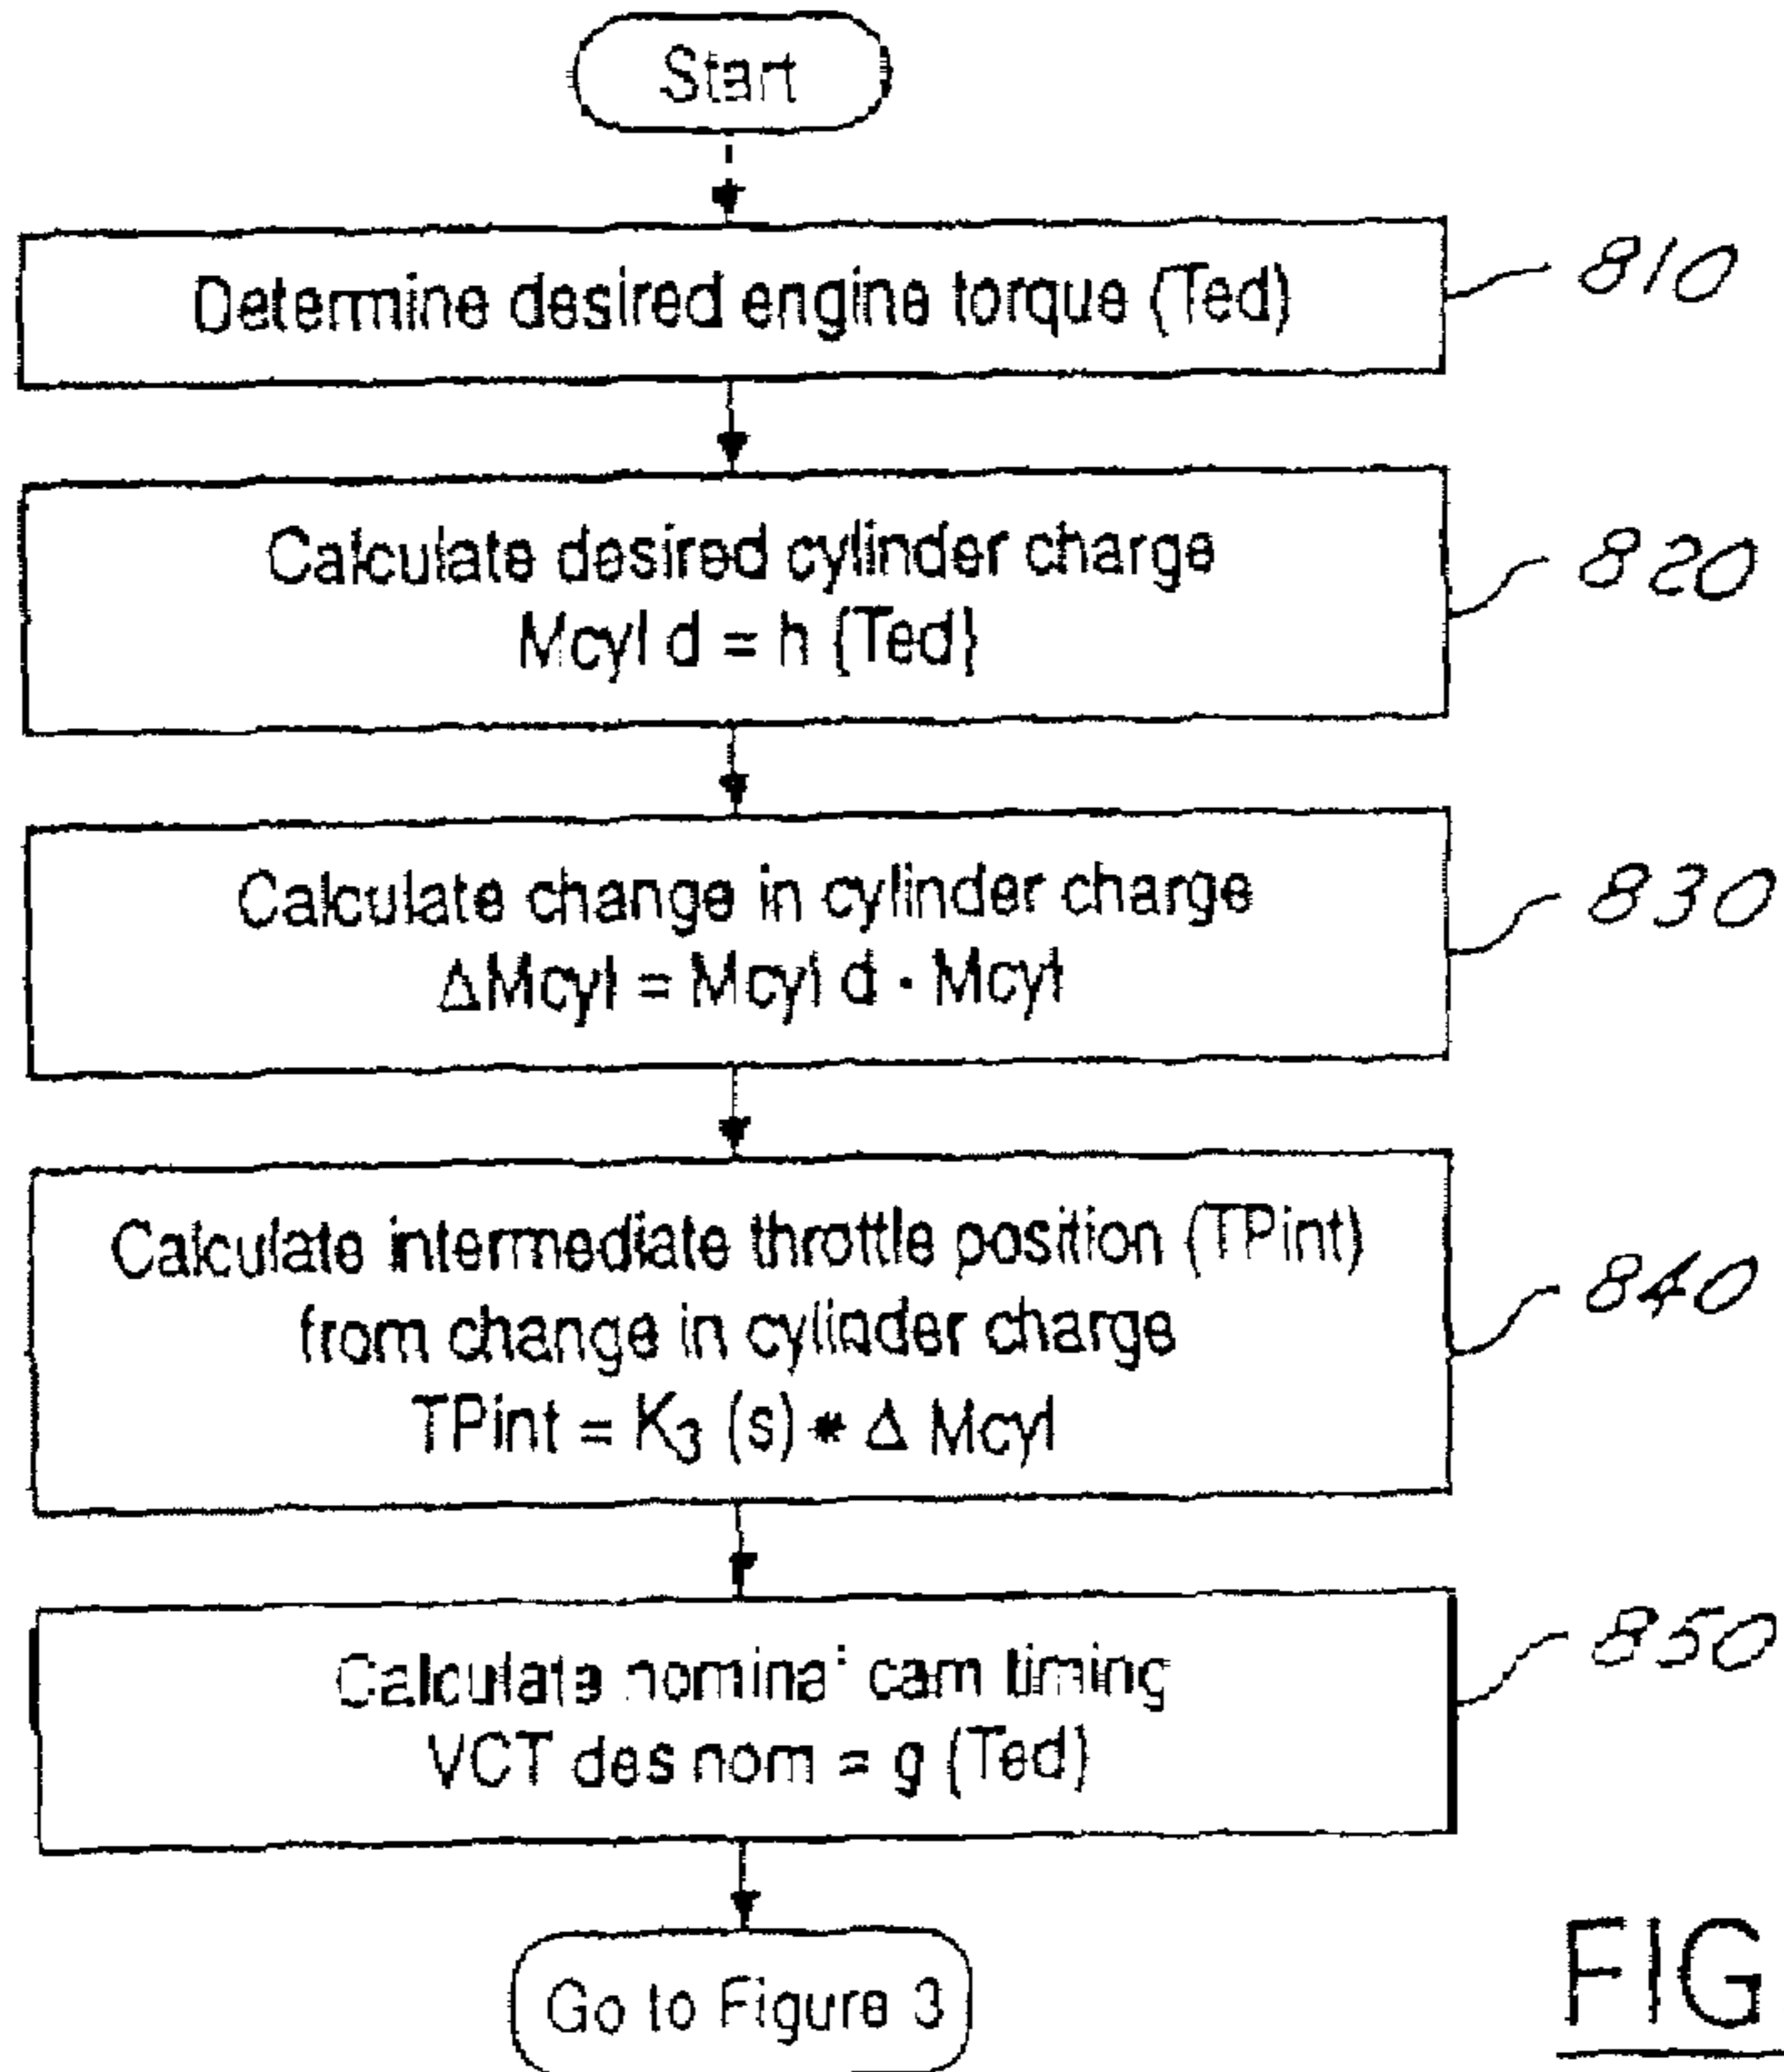 Start
Determine desired engine torque (Ted)
810
Calculate desired cylinder charge
Mcyl d = h {Ted}
820
Calculate change in cylinder charge
ΔMcyl = Mcyl d - Mcyl
830
Calculate intermediate throttle position (TPint)
from change in cylinder charge
TPint = K₃ (s) * Δ Mcyl
840
Calculate nominal cam timing
VCT des nom = g (Ted)
850
Go to Figure 3
FIG